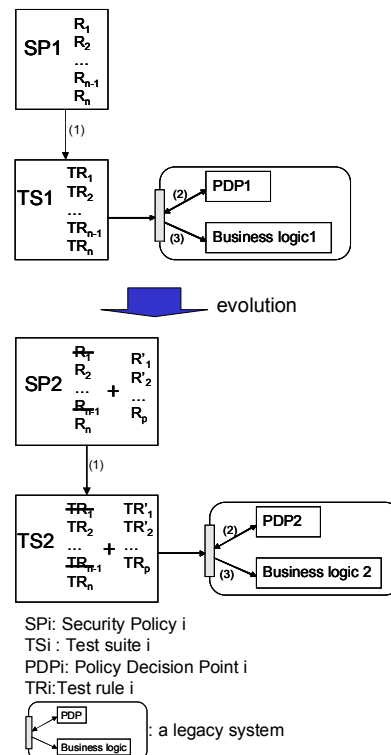 SP1
R1
R2
...
Rn-1
Rn
(1)
TS1
TR1
TR2
...
TRn-1
TRn
(2)
PDP1
(3)
Business logic1
evolution
SP2
R1
R2
...
Rn-1
Rn
+
R'1
R'2
...
Rp
(1)
TS2
TR1
TR2
...
TRn-1
TRn
+
TR'1
TR'2
...
TRp
(2)
PDP2
(3)
Business logic 2
SPi: Security Policy i
TSi : Test suite i
PDPi: Policy Decision Point i
TRi:Test rule i
PDP
Business logic
: a legacy system